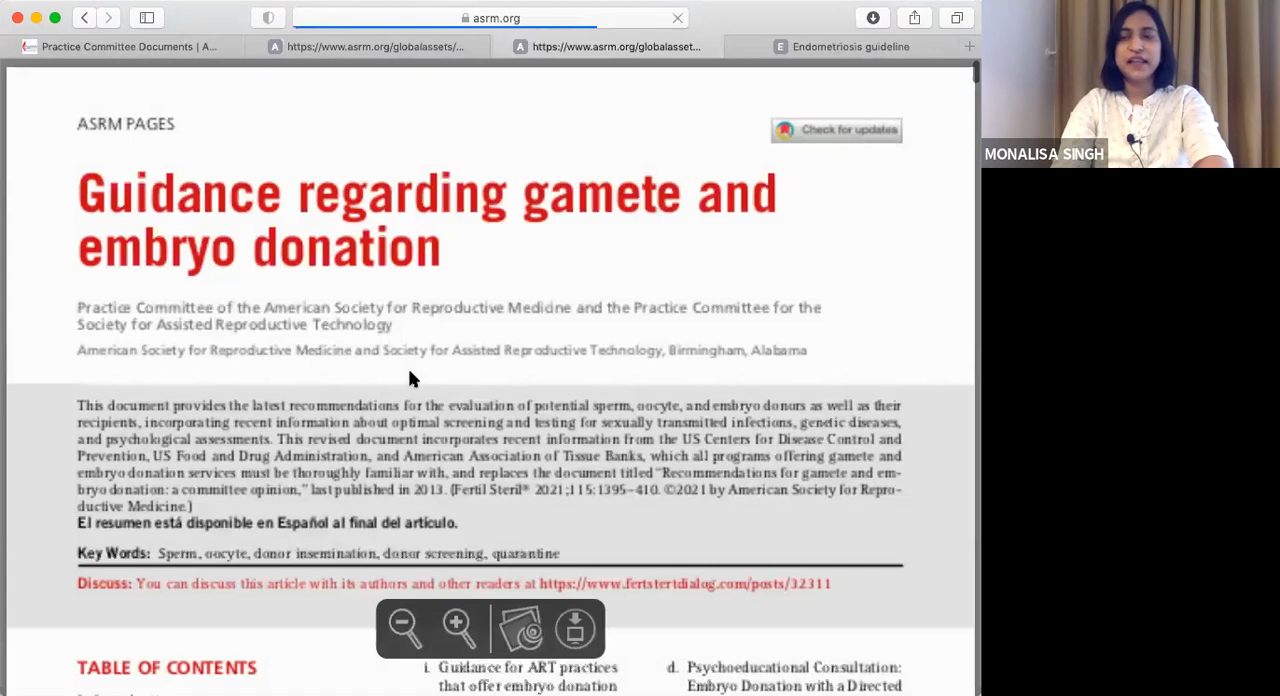 asrm.org
Practice Committee Documents | A...
https://www.asrm.org/globalassets/...
https://www.asrm.org/globalasset...
Endometriosis guideline
ASRM PAGES
Check for updates
Guidance regarding gamete and
embryo donation
Practice Committee of the American Society for Reproductive Medicine and the Practice Committee for the
Society for Assisted Reproductive Technology
American Society for Reproductive Medicine and Society for Assisted Reproductive Technology, Birmingham, Alabama
This document provides the latest recommendations for the evaluation of potential sperm, oocyte, and embryo donors as well as their
recipients, incorporating recent information about optimal screening and testing for sexually transmitted infections, genetic diseases,
and psychological assessments. This revised document incorporates recent information from the US Centers for Disease Control and
Prevention, US Food and Drug Administration, and American Association of Tissue Banks, which all programs offering gamete and
embryo donation services must be thoroughly familiar with, and replaces the document titled "Recommendations for gamete and em-
bryo donation: a committee opinion," last published in 2013. (Fertil Steril® 2021;115:1395–410. ©2021 by American Society for Repro-
ductive Medicine.)
El resumen está disponible en Español al final del artículo.
Key Words: Sperm, oocyte, donor insemination, donor screening, quarantine
Discuss: You can discuss this article with its authors and other readers at https://www.fertstertdialog.com/posts/32311
TABLE OF CONTENTS
i. Guidance for ART practices
that offer embryo donation
d. Psychoeducational Consultation:
Embryo Donation with a Directed
MONALISA SINGH